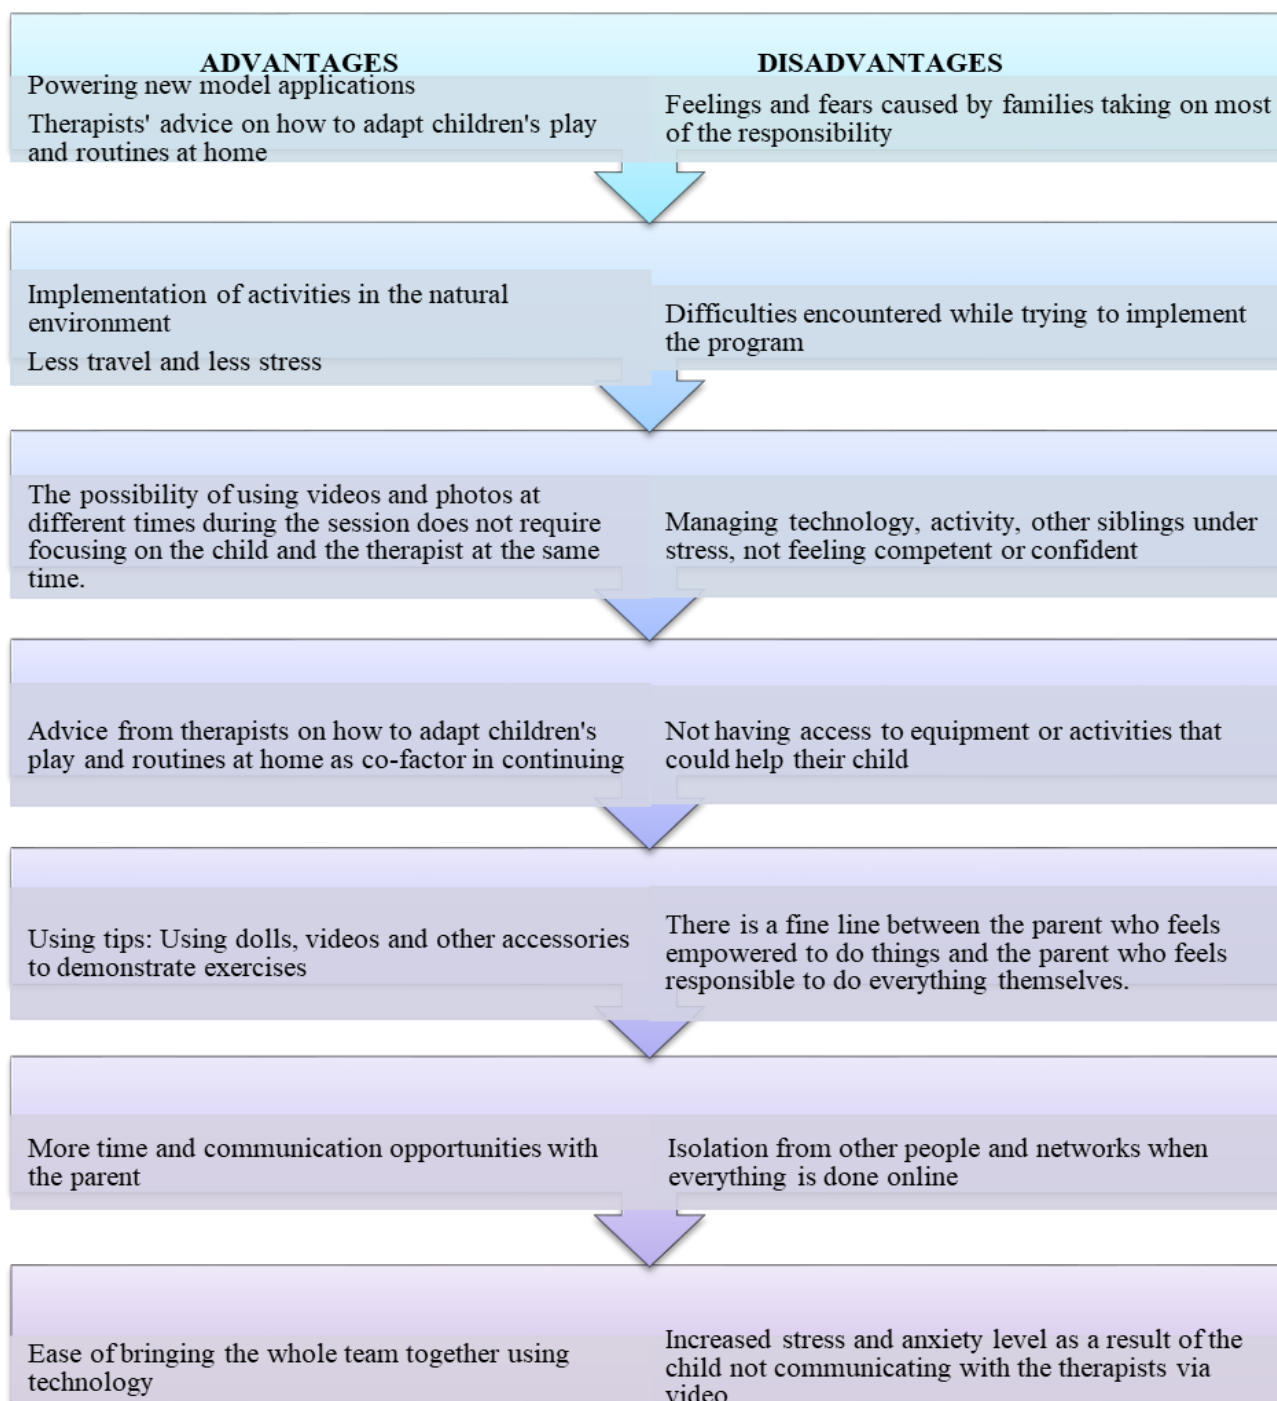 ADVANTAGES
DISADVANTAGES
Powering new model applications
Therapists' advice on how to adapt children's play
and routines at home
Feelings and fears caused by families taking on most
of the responsibility
Implementation of activities in the natural
environment
Less travel and less stress
Difficulties encountered while trying to implement
the program
The possibility of using videos and photos at
different times during the session does not require
focusing on the child and the therapist at the same
time.
Managing technology, activity, other siblings under
stress, not feeling competent or confident
Advice from therapists on how to adapt children's
play and routines at home as co-factor in continuing
Not having access to equipment or activities that
could help their child
Using tips: Using dolls, videos and other accessories
to demonstrate exercises
There is a fine line between the parent who feels
empowered to do things and the parent who feels
responsible to do everything themselves.
More time and communication opportunities with
the parent
Isolation from other people and networks when
everything is done online
Ease of bringing the whole team together using
technology
Increased stress and anxiety level as a result of the
child not communicating with the therapists via
video